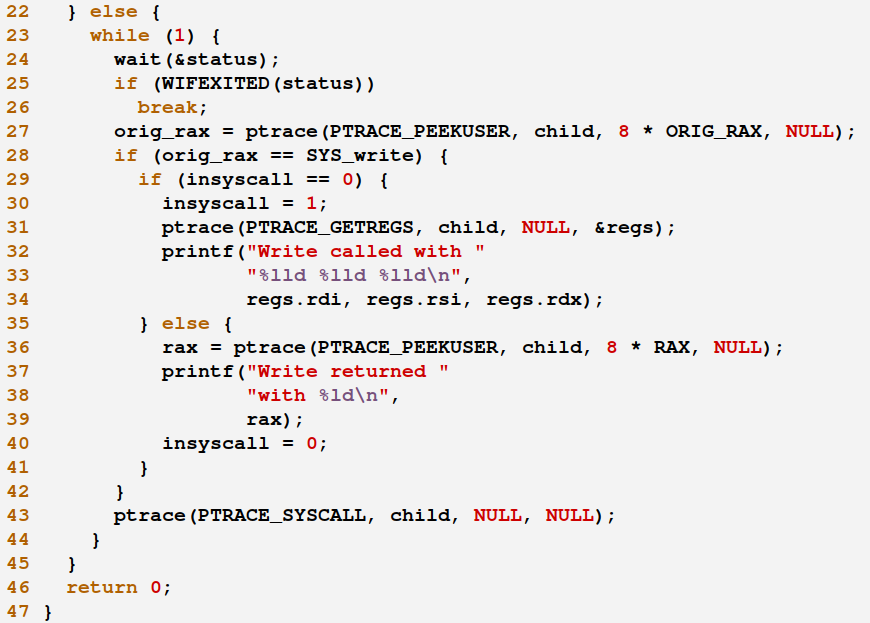 22    } else {
23      while (1) {
24        wait(&status);
25        if (WIFEXITED(status))
26          break;
27        orig_rax = ptrace(PTRACE_PEEKUSER, child, 8 * ORIG_RAX, NULL);
28        if (orig_rax == SYS_write) {
29          if (insyscall == 0) {
30            insyscall = 1;
31            ptrace(PTRACE_GETREGS, child, NULL, &regs);
32            printf("Write called with "
33                   "%lld %lld %lld\n",
34                   regs.rdi, regs.rsi, regs.rdx);
35          } else {
36            rax = ptrace(PTRACE_PEEKUSER, child, 8 * RAX, NULL);
37            printf("Write returned "
38                   "with %ld\n",
39                   rax);
40            insyscall = 0;
41          }
42        }
43        ptrace(PTRACE_SYSCALL, child, NULL, NULL);
44      }
45    }
46    return 0;
47  }